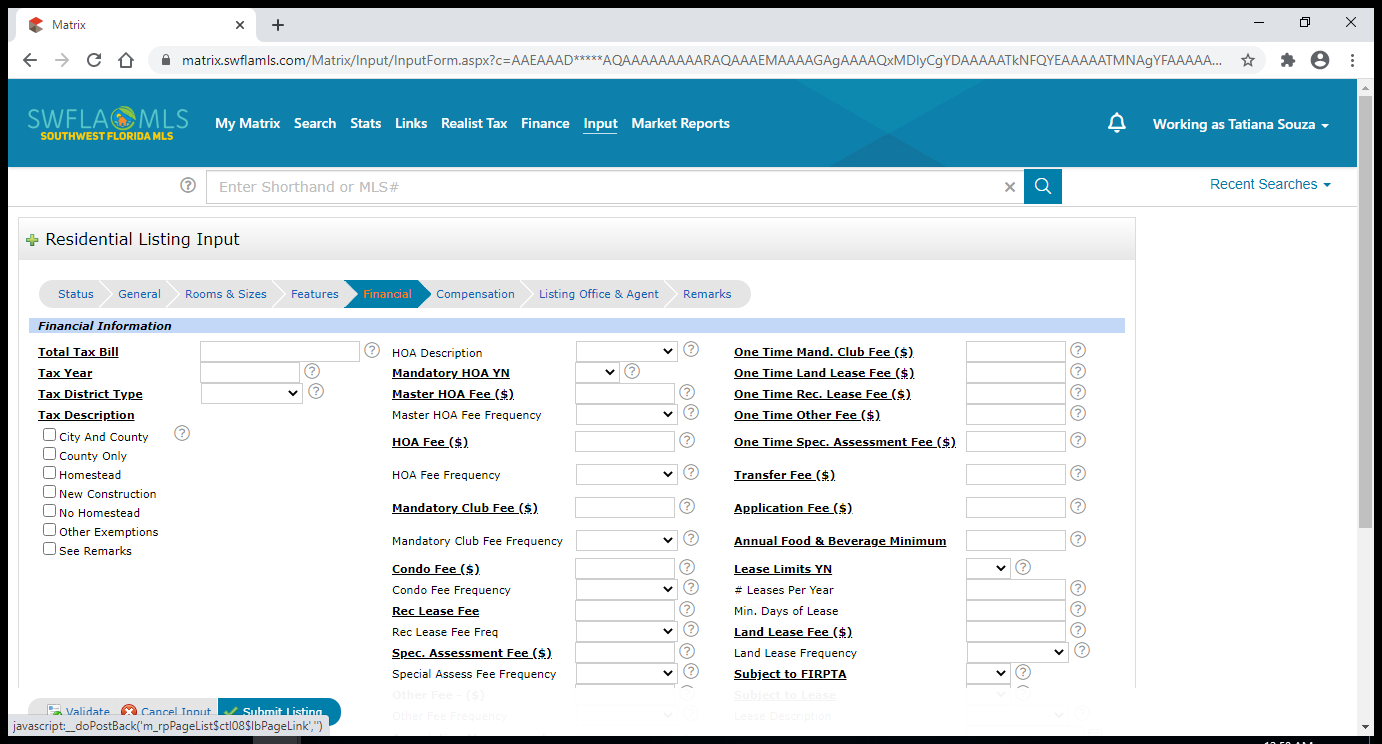 Matrix
matrix.swflamls.com/Matrix/Input/InputForm.aspx?c=AAEAAAD*****AQAAAAAAAAARAQAAAEMAAAAGAgAAAAQxMDIyCgYDAAAAATkNFQYEAAAAATMNAgYFAAAAA...
SWFLA MLS
SOUTHWEST FLORIDA MLS
My Matrix Search Stats Links Realist Tax Finance Input Market Reports
Working as Tatiana Souza
Enter Shorthand or MLS#
Recent Searches
Residential Listing Input
Status General Rooms & Sizes Features Financial Compensation Listing Office & Agent Remarks
Financial Information
Total Tax Bill
Tax Year
Tax District Type
Tax Description
City And County
County Only
Homestead
New Construction
No Homestead
Other Exemptions
See Remarks
HOA Description
Mandatory HOA YN
Master HOA Fee ($)
Master HOA Fee Frequency
HOA Fee ($)
HOA Fee Frequency
Mandatory Club Fee ($)
Mandatory Club Fee Frequency
Condo Fee ($)
Condo Fee Frequency
Rec Lease Fee
Rec Lease Fee Freq
Spec. Assessment Fee ($)
Special Assess Fee Frequency
Other Fee - ($)
Other Fee Frequency
One Time Mand. Club Fee ($)
One Time Land Lease Fee ($)
One Time Rec. Lease Fee ($)
One Time Other Fee ($)
One Time Spec. Assessment Fee ($)
Transfer Fee ($)
Application Fee ($)
Annual Food & Beverage Minimum
Lease Limits YN
# Leases Per Year
Min. Days of Lease
Land Lease Fee ($)
Land Lease Frequency
Subject to FIRPTA
Subject to Lease
Lease Description
Validate Cancel Input Submit Listing
javascript:__doPostBack('m_rpPageList$ctl08$lbPageLink','')